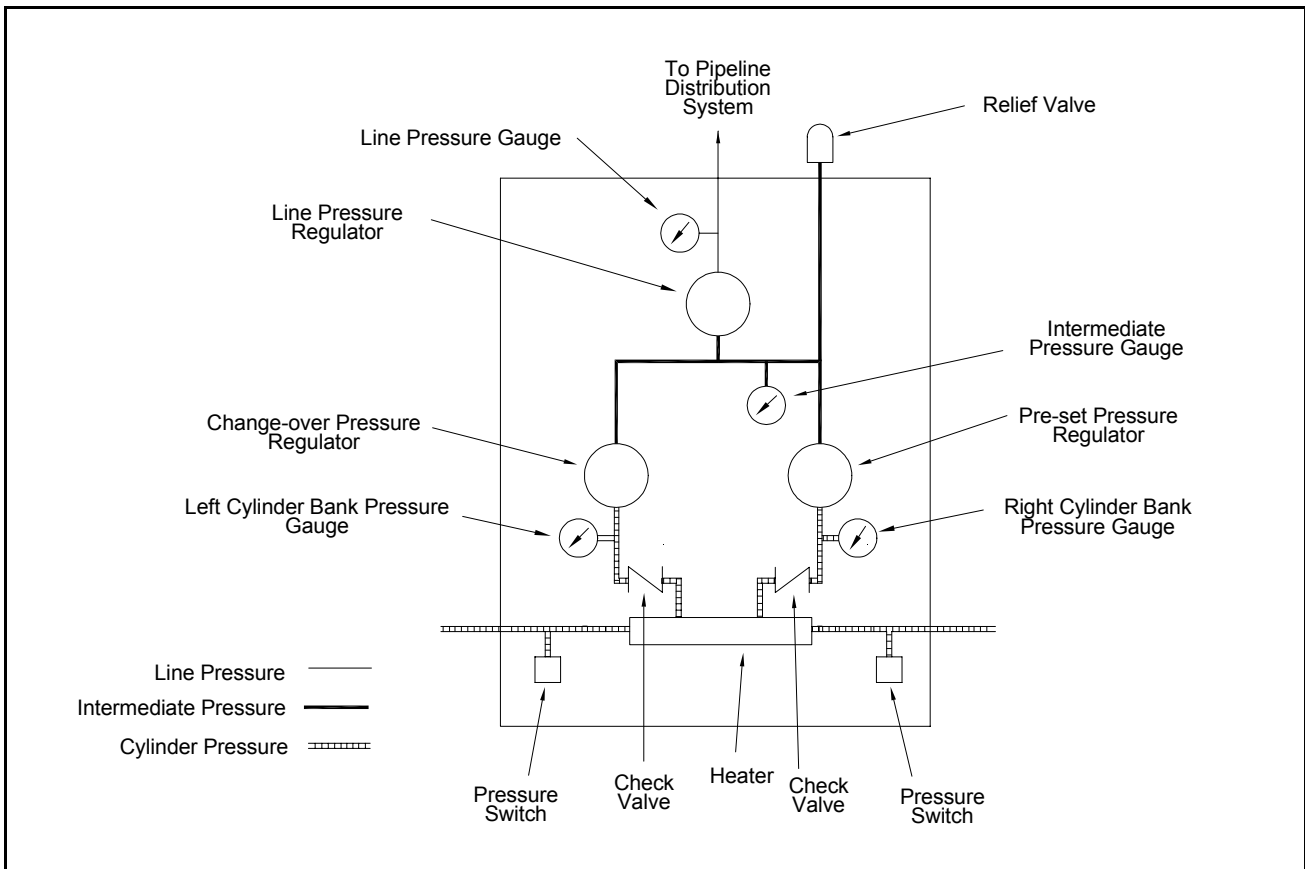 To Pipeline
Distribution
System
Relief Valve
Line Pressure Gauge
Line Pressure
Regulator
Intermediate
Pressure Gauge
Change-over Pressure
Regulator
Pre-set Pressure
Regulator
Left Cylinder Bank Pressure
Gauge
Right Cylinder Bank
Pressure Gauge
Line Pressure
Intermediate Pressure
Cylinder Pressure
Pressure
Switch
Check
Valve
Heater
Check
Valve
Pressure
Switch